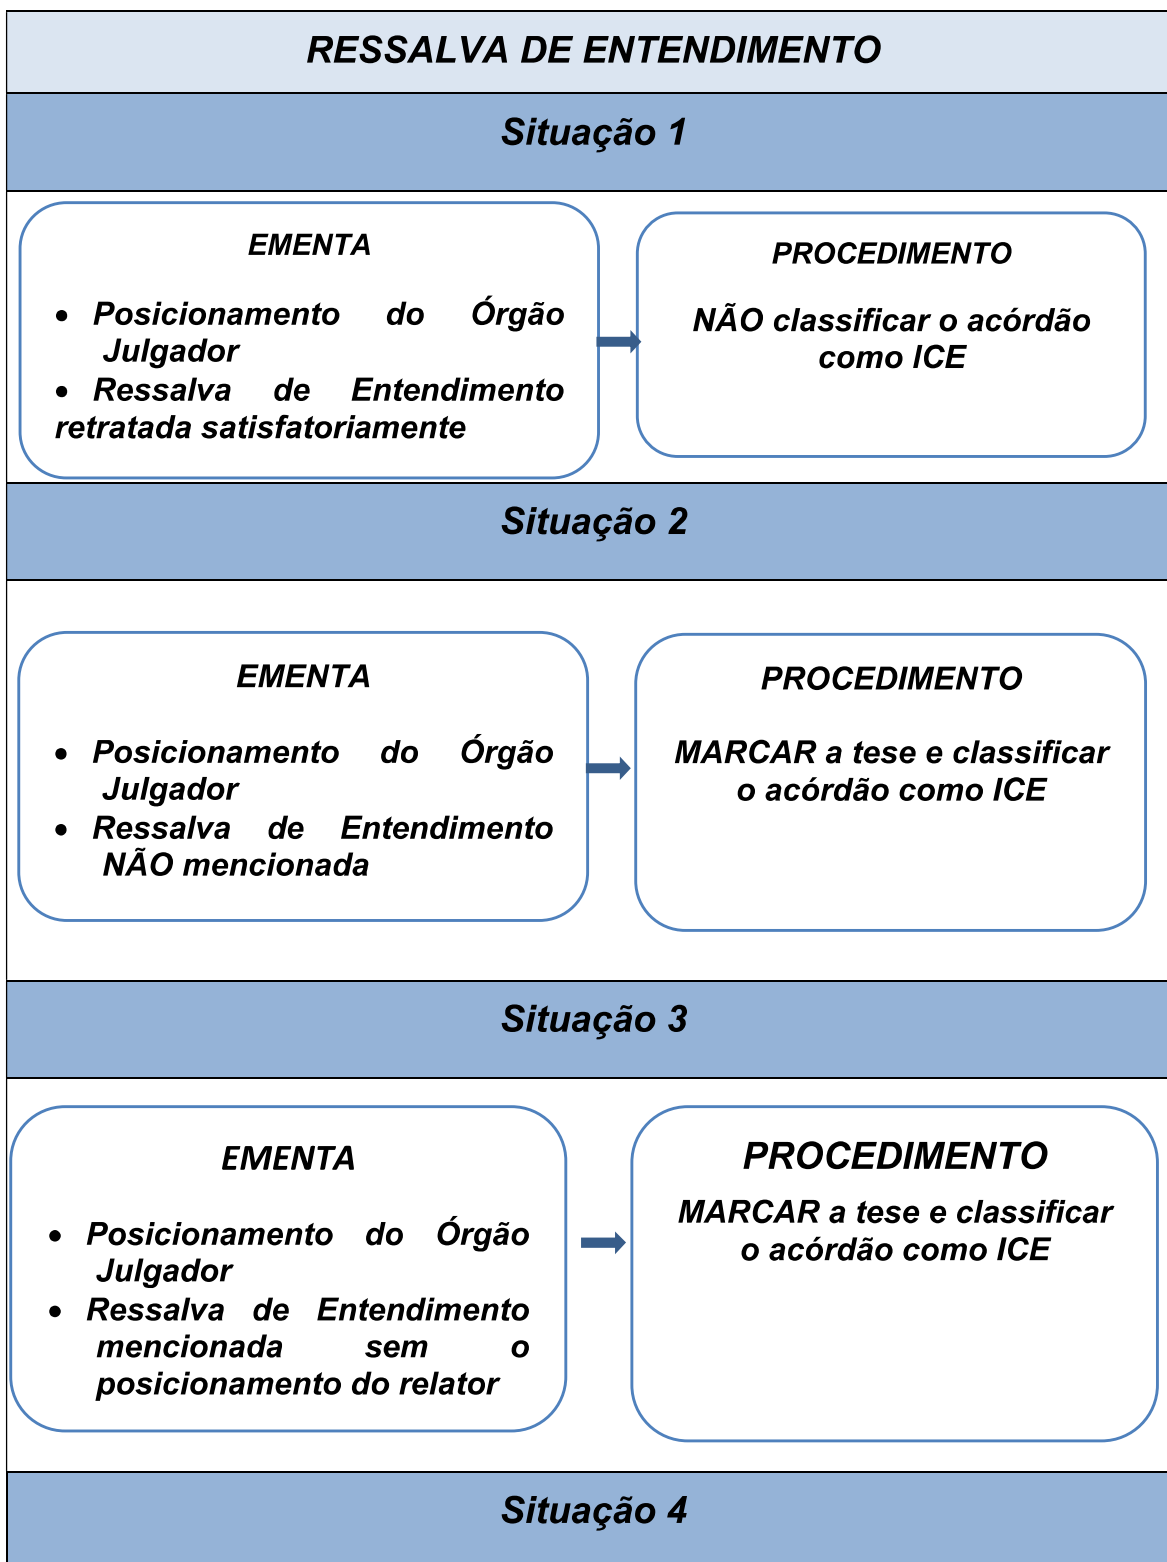 RESSALVA DE ENTENDIMENTO
Situação 1
EMENTA
• Posicionamento do Órgão
Julgador
• Ressalva de Entendimento
retratada satisfatoriamente
PROCEDIMENTO
NÃO classificar o acórdão
como ICE
Situação 2
EMENTA
• Posicionamento do Órgão
Julgador
• Ressalva de Entendimento
NÃO mencionada
PROCEDIMENTO
MARCAR a tese e classificar
o acórdão como ICE
Situação 3
EMENTA
• Posicionamento do Órgão
Julgador
• Ressalva de Entendimento
mencionada sem o
posicionamento do relator
PROCEDIMENTO
MARCAR a tese e classificar
o acórdão como ICE
Situação 4